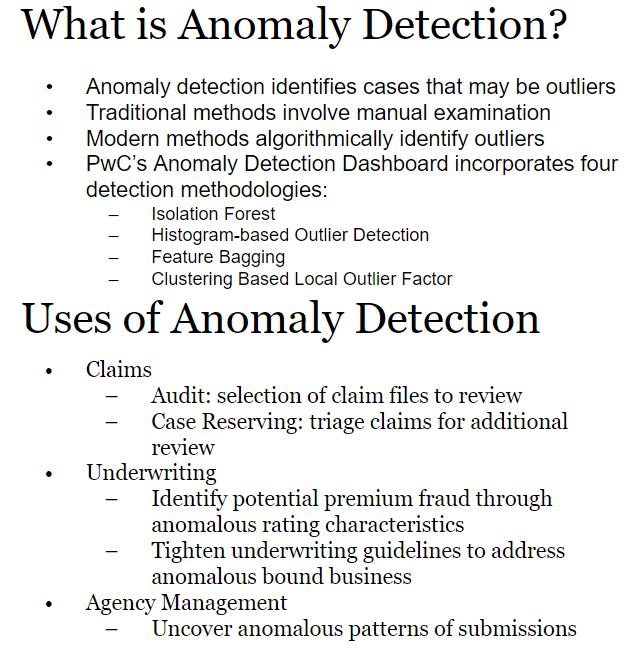 What is Anomaly Detection?
• Anomaly detection identifies cases that may be outliers
• Traditional methods involve manual examination
• Modern methods algorithmically identify outliers
• PwC’s Anomaly Detection Dashboard incorporates four
detection methodologies:
– Isolation Forest
– Histogram-based Outlier Detection
– Feature Bagging
– Clustering Based Local Outlier Factor
Uses of Anomaly Detection
• Claims
– Audit: selection of claim files to review
– Case Reserving: triage claims for additional
review
• Underwriting
– Identify potential premium fraud through
anomalous rating characteristics
– Tighten underwriting guidelines to address
anomalous bound business
• Agency Management
– Uncover anomalous patterns of submissions